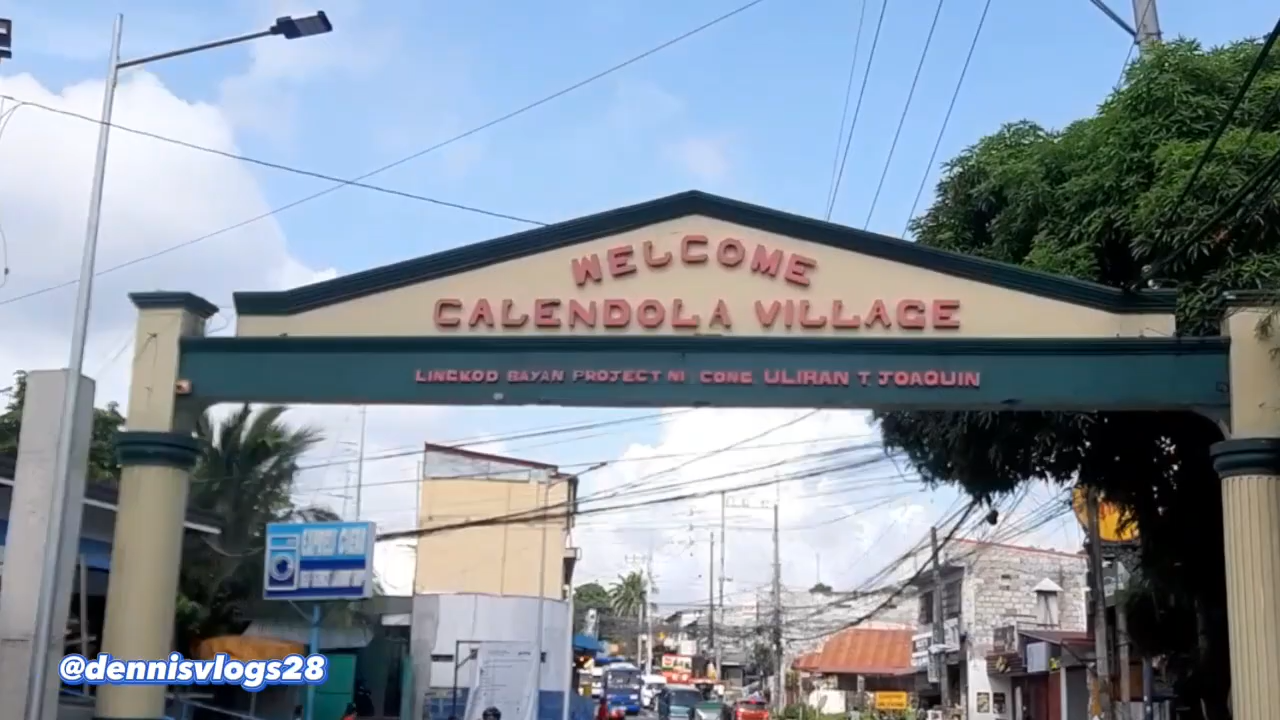 WELCOME
CALENDOLA VILLAGE
LINGKOD BAYAN PROJECT NI CONG ULIRAN T JOAQUIN
@dennisvlogs28